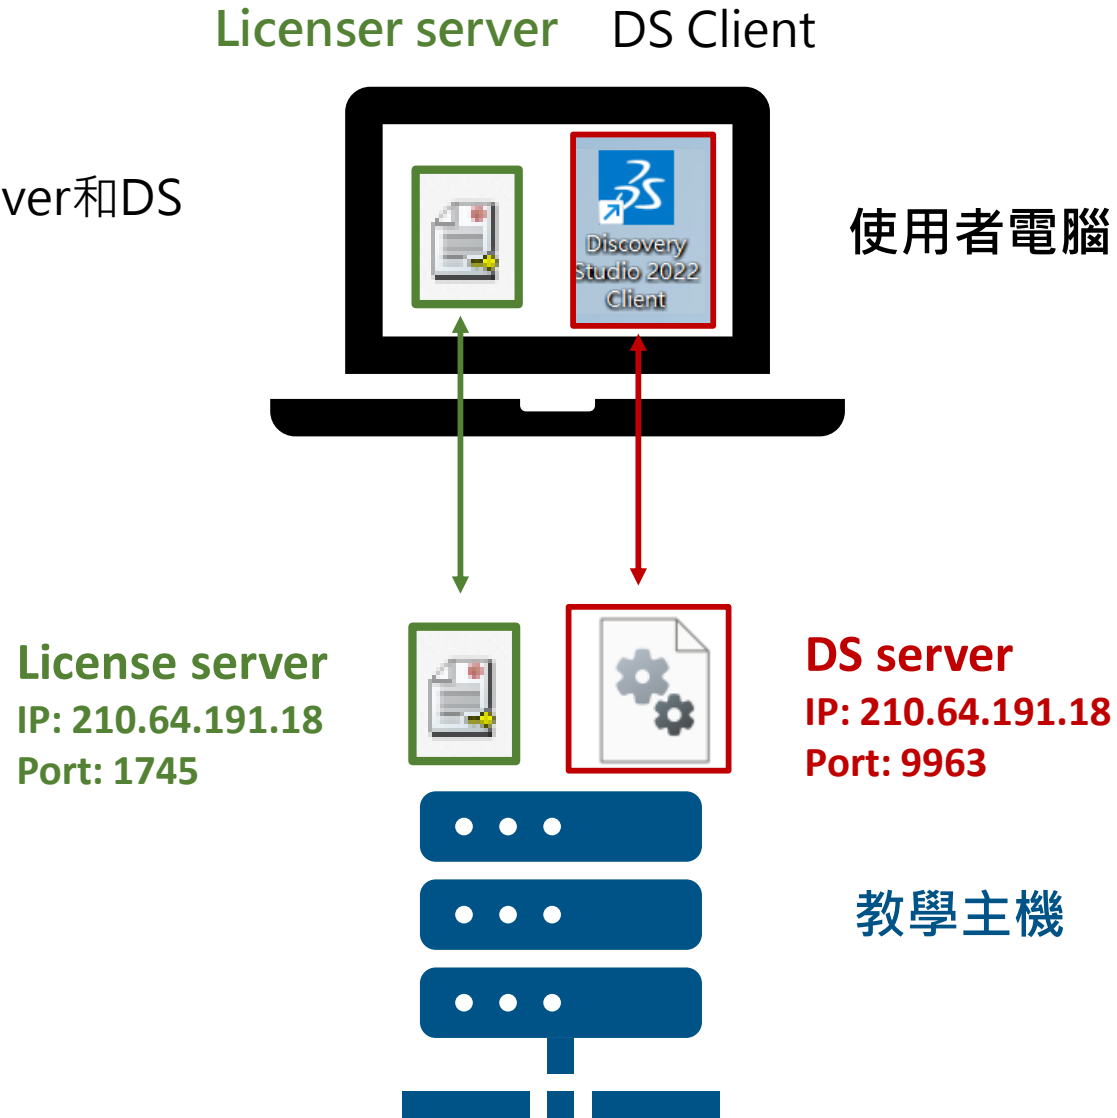 Licenser server DS Client
ver和DS
使用者電腦
Discovery
Studio 2022
Client
License server
IP: 210.64.191.18
Port: 1745
DS server
IP: 210.64.191.18
Port: 9963
教學主機